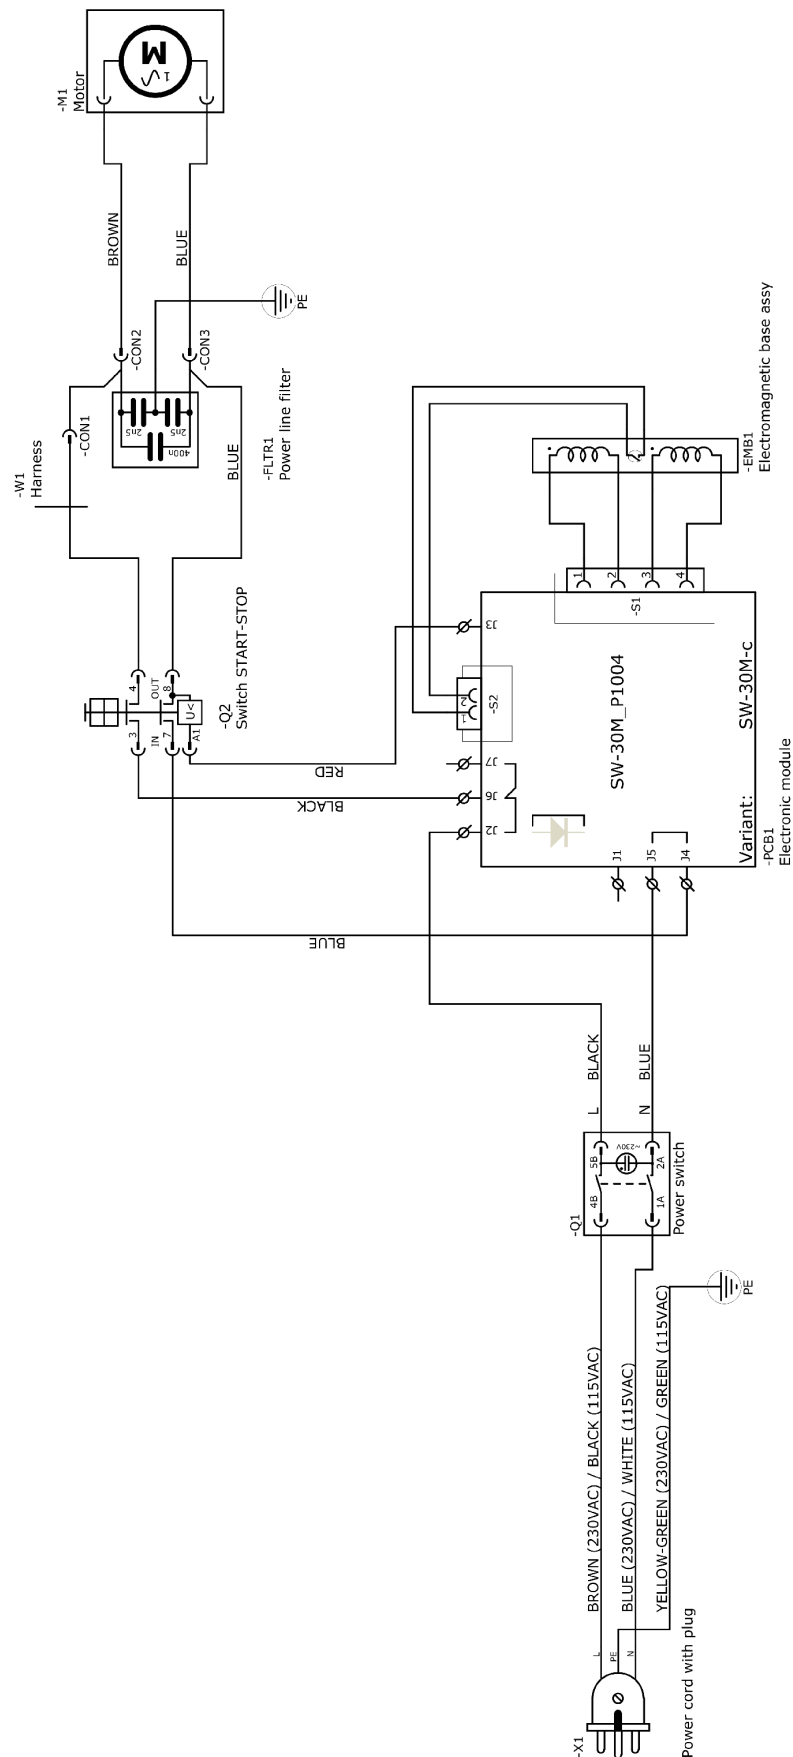 -M1
Motor
M
1
BROWN
BLUE
PE
-CON2
-CON3
-CON1
2n5
2n5
400n
-W1
Harness
BLUE
-FLTR1
Power line filter
4
OUT
8
3
IN
7
U<
A1
-Q2
Switch START-STOP
RED
BLACK
BLUE
-EMB1
Electromagnetic base assy
1
2
3
4
-S1
J3
2
1
-S2
J7
J6
J2
SW-30M_P1004
Variant:
SW-30M-c
J1
J5
J4
-PCB1
Electronic module
L
BLACK
N
BLUE
5B
~230V
2A
4B
1A
-Q1
Power switch
PE
BROWN (230VAC) / BLACK (115VAC)
BLUE (230VAC) / WHITE (115VAC)
YELLOW-GREEN (230VAC) / GREEN (115VAC)
L
PE
N
-X1
Power cord with plug